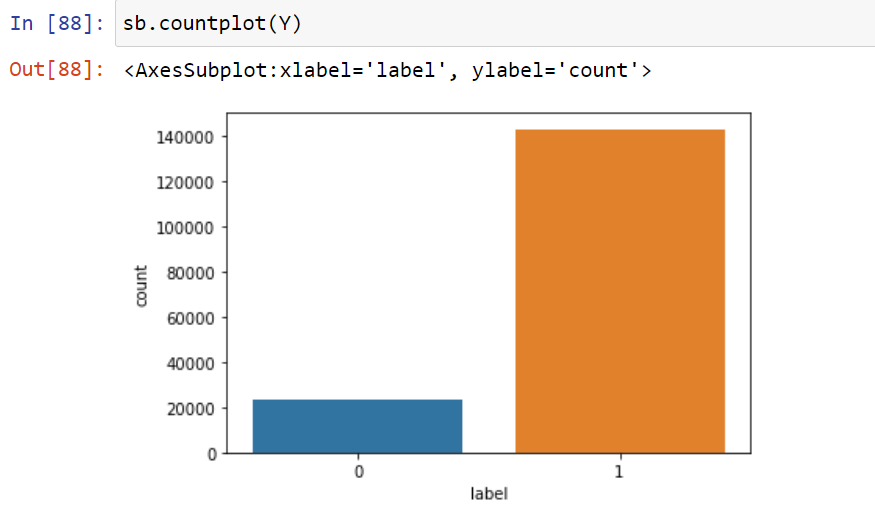 In [88]: sb.countplot(Y)
Out[88]: <AxesSubplot:xlabel='label', ylabel='count'>
140000
120000
100000
80000
60000
40000
20000
0
count
0 1
label